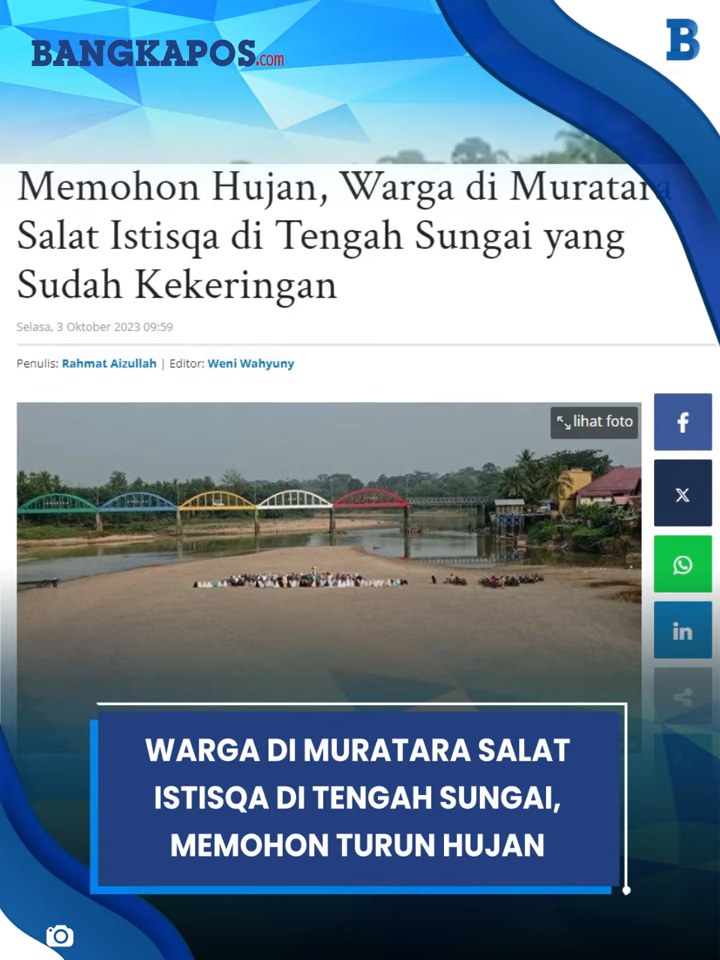 BANGKAPOS.com
B
Memohon Hujan, Warga di Muratara
Salat Istisqa di Tengah Sungai yang
Sudah Kekeringan
Selasa, 3 Oktober 2023 09:59
Penulis: Rahmat Aizullah | Editor: Weni Wahyuny
lihat foto
WARGA DI MURATARA SALAT
ISTISQA DI TENGAH SUNGAI,
MEMOHON TURUN HUJAN